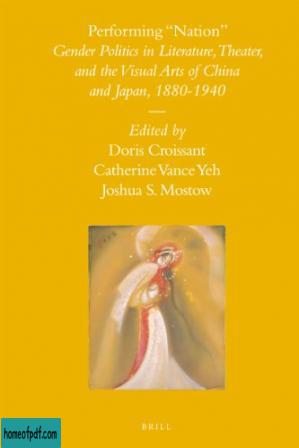 Performing “Nation”
Gender Politics in Literature, Theater,
and the Visual Arts of China
and Japan, 1880-1940
Edited by
Doris Croissant
Catherine Vance Yeh
Joshua S. Mostow
BRILL
homeofpdf.com